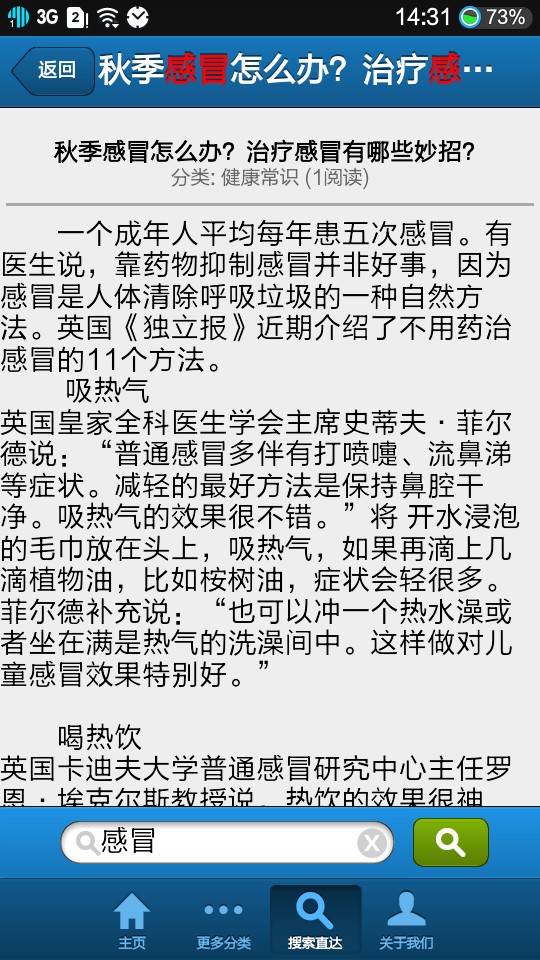 1 3G 2 ! 14:31 73%
返回 秋季感冒怎么办？治疗感…
秋季感冒怎么办？治疗感冒有哪些妙招？
分类: 健康常识 (1阅读)
一个成年人平均每年患五次感冒。有
医生说，靠药物抑制感冒并非好事，因为
感冒是人体清除呼吸垃圾的一种自然方
法。英国《独立报》近期介绍了不用药治
感冒的11个方法。
吸热气
英国皇家全科医生学会主席史蒂夫·菲尔
德说：“普通感冒多伴有打喷嚏、流鼻涕
等症状。减轻的最好方法是保持鼻腔干
净。吸热气的效果很不错。”将 开水浸泡
的毛巾放在头上，吸热气，如果再滴上几
滴植物油，比如桉树油，症状会轻很多。
菲尔德补充说：“也可以冲一个热水澡或
者坐在满是热气的洗澡间中。这样做对儿
童感冒效果特别好。”
喝热饮
英国卡迪夫大学普通感冒研究中心主任罗
恩·埃克尔斯教授说，热饮的效果很神
感冒
主页 更多分类 搜索直达 关于我们